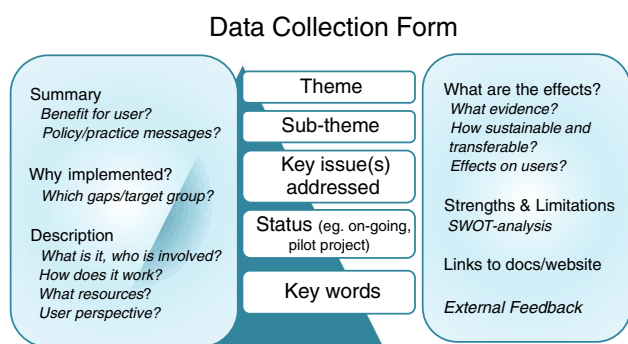 Data Collection Form
Summary
Benefit for user?
Policy/practice messages?
Why implemented?
Which gaps/target group?
Description
What is it, who is involved?
How does it work?
What resources?
User perspective?
Theme
Sub-theme
Key issue(s)
addressed
Status (eg. on-going,
pilot project)
Key words
What are the effects?
What evidence?
How sustainable and
transferable?
Effects on users?
Strengths & Limitations
SWOT-analysis
Links to docs/website
External Feedback